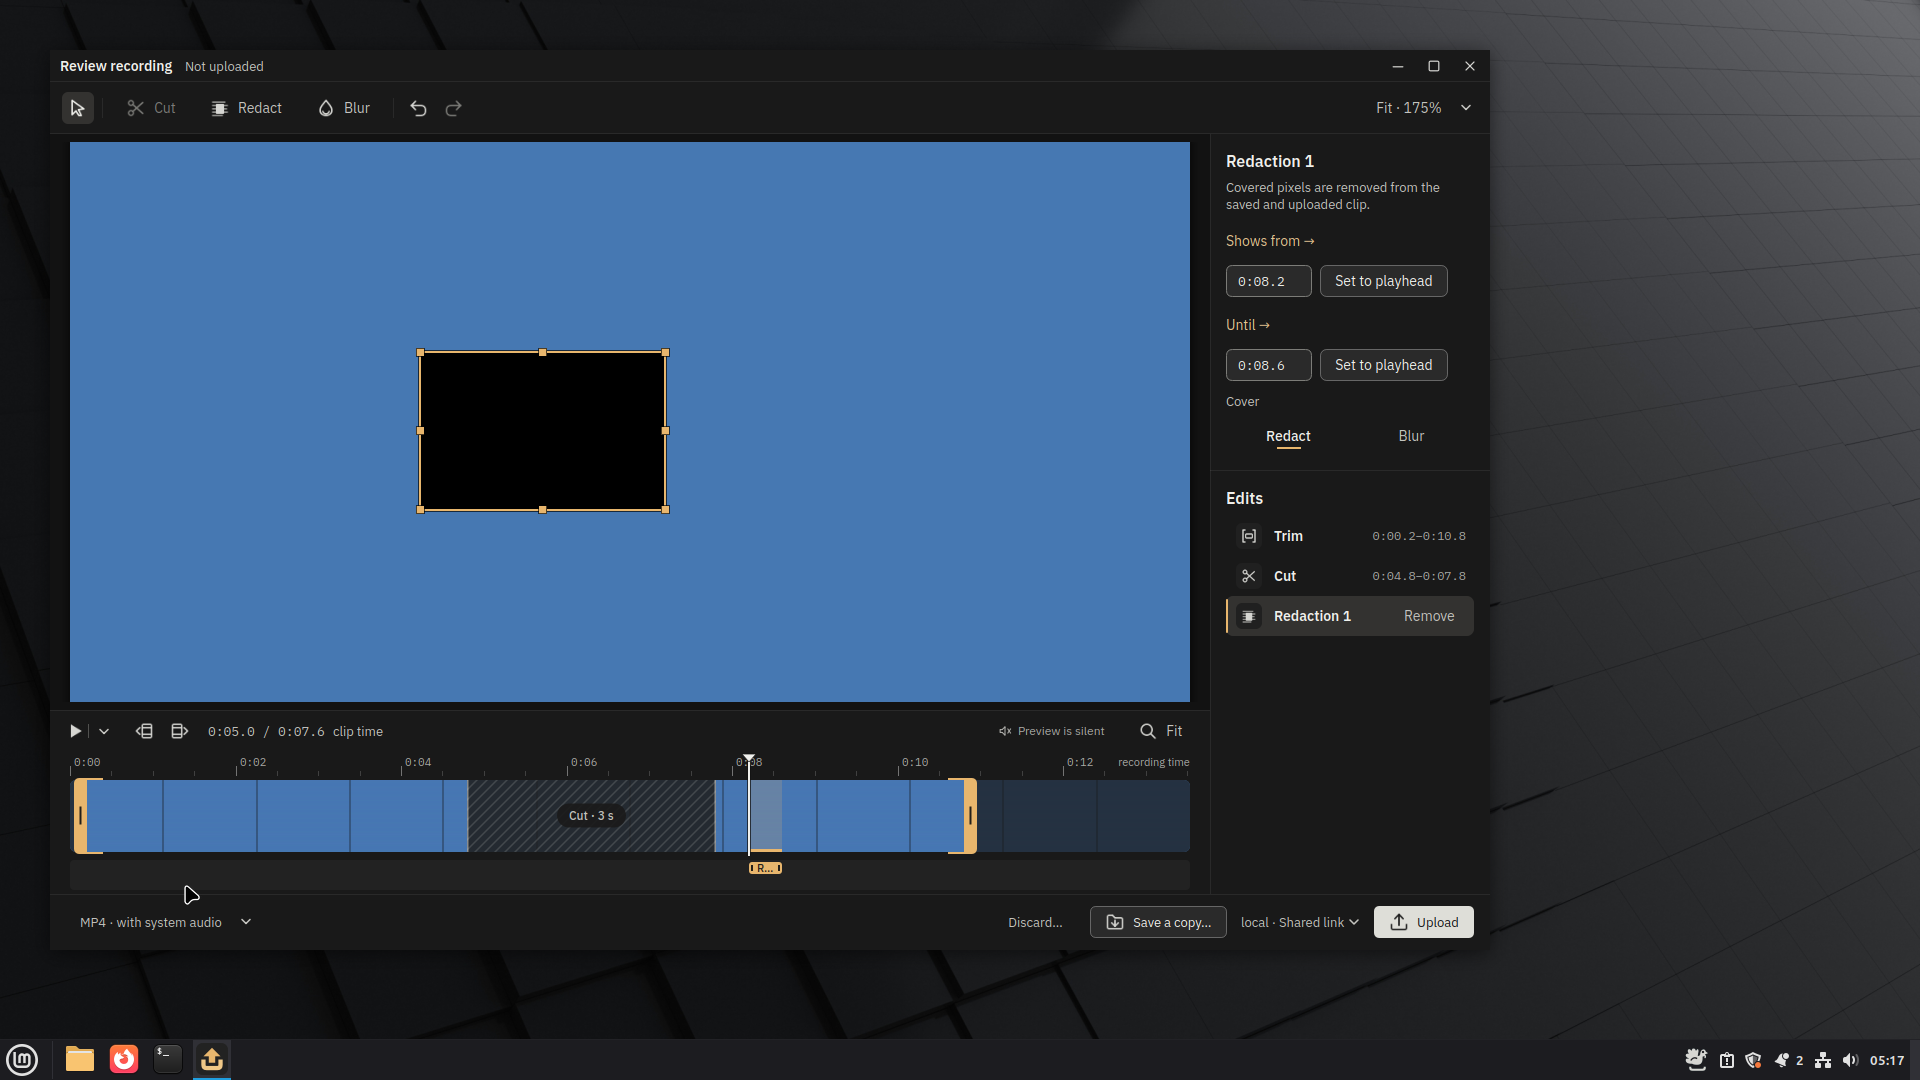 Review recording Not uploaded
Cut Redact Blur Fit · 175%
Redaction 1
Covered pixels are removed from the
saved and uploaded clip.
Shows from →
0:08.2 Set to playhead
Until →
0:08.6 Set to playhead
Cover
Redact Blur
Edits
Trim 0:00.2–0:10.8
Cut 0:04.8–0:07.8
Redaction 1 Remove
0:05.0 / 0:07.6 clip time Preview is silent Fit
0:00 0:02 0:04 0:06 0:08 0:10 0:12 recording time
Cut · 3 s
R...
MP4 · with system audio Discard... Save a copy... local · Shared link Upload
$_
2 05:17